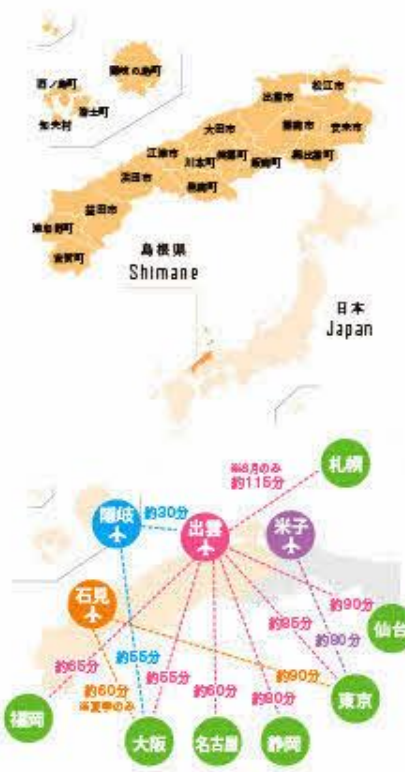 隠岐の島町
西ノ島町
海士町
知夫村
松江市
出雲市
雲南市
安来市
大田市
奥出雲町
美郷町
飯南町
江津市
川本町
浜田市
邑南町
益田市
津和野町
吉賀町
島根県
Shimane
日本
Japan
札幌
※8月のみ
約115分
隠岐
約30分
出雲
米子
石見
約90分
仙台
約85分
約80分
約55分
約65分
約55分
約60分
約80分
約90分
約60分
※夏季のみ
福岡
大阪
名古屋
静岡
東京